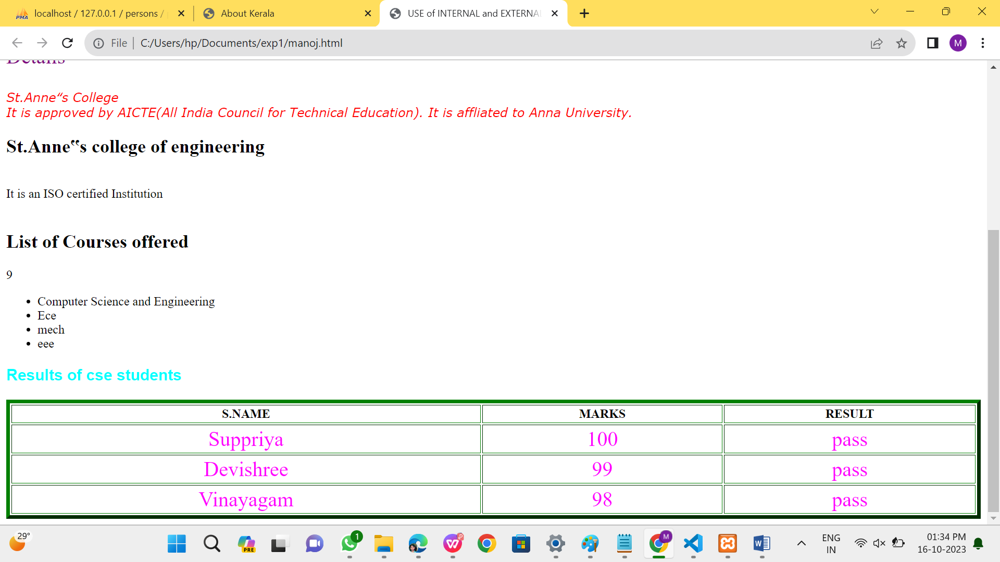 localhost / 127.0.0.1 / persons /
About Kerala
USE of INTERNAL and EXTERNAL
File
C:/Users/hp/Documents/exp1/manoj.html
M
Details
St.Anne“s College
It is approved by AICTE(All India Council for Technical Education). It is affliated to Anna University.
St.Anne‟s college of engineering
It is an ISO certified Institution
List of Courses offered
9
• Computer Science and Engineering
• Ece
• mech
• eee
Results of cse students
S.NAME MARKS RESULT
Suppriya 100 pass
Devishree 99 pass
Vinayagam 98 pass
29°
PRE
1
M
ENG
IN
01:34 PM
16-10-2023